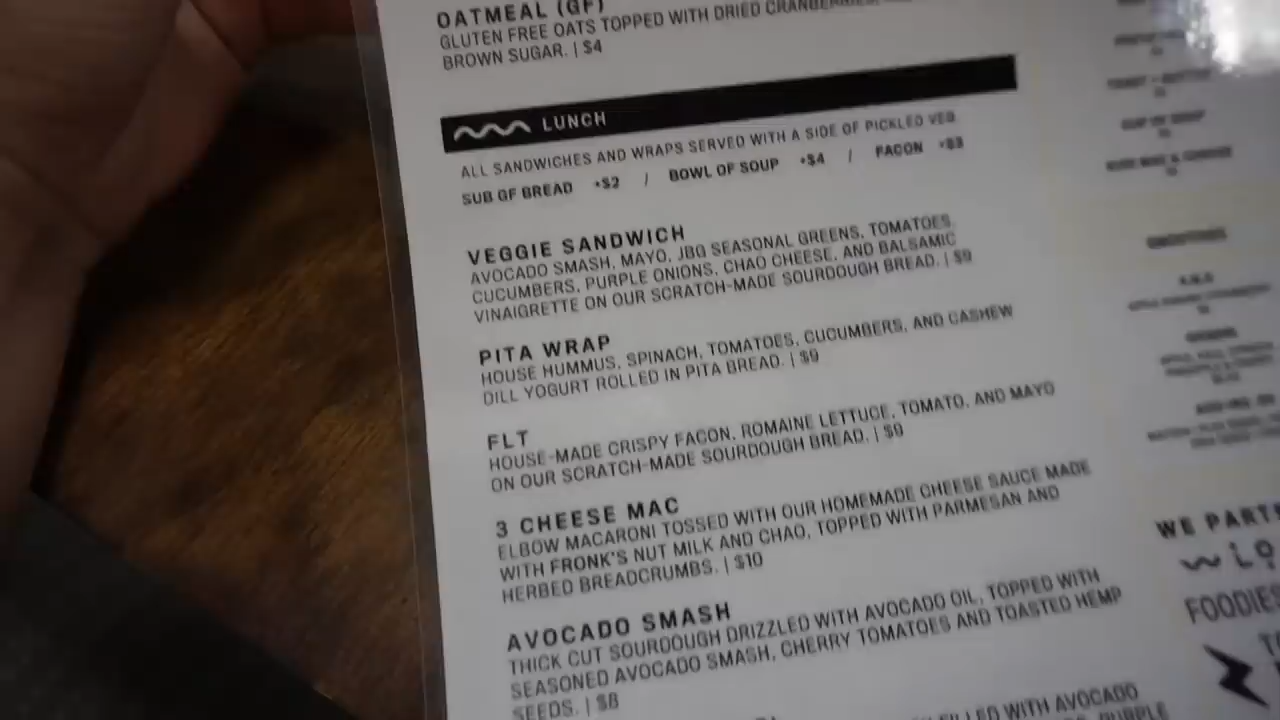 OATMEAL (GF)
GLUTEN FREE OATS TOPPED WITH DRIED CRANBERRIES,
BROWN SUGAR. | $4
LUNCH
ALL SANDWICHES AND WRAPS SERVED WITH A SIDE OF PICKLED VEG
SUB GF BREAD +$2 / BOWL OF SOUP +$4 / FACON +$3
VEGGIE SANDWICH
AVOCADO SMASH, MAYO, JBG SEASONAL GREENS, TOMATOES,
CUCUMBERS, PURPLE ONIONS, CHAO CHEESE, AND BALSAMIC
VINAIGRETTE ON OUR SCRATCH-MADE SOURDOUGH BREAD. | $9
PITA WRAP
HOUSE HUMMUS, SPINACH, TOMATOES, CUCUMBERS, AND CASHEW
DILL YOGURT ROLLED IN PITA BREAD. | $9
FLT
HOUSE-MADE CRISPY FACON, ROMAINE LETTUCE, TOMATO, AND MAYO
ON OUR SCRATCH-MADE SOURDOUGH BREAD. | $9
3 CHEESE MAC
ELBOW MACARONI TOSSED WITH OUR HOMEMADE CHEESE SAUCE MADE
WITH FRONK'S NUT MILK AND CHAO, TOPPED WITH PARMESAN AND
HERBED BREADCRUMBS. | $10
AVOCADO SMASH
THICK CUT SOURDOUGH DRIZZLED WITH AVOCADO OIL, TOPPED WITH
SEASONED AVOCADO SMASH, CHERRY TOMATOES AND TOASTED HEMP
SEEDS. | $8
FILLED WITH AVOCADO
PURPLE
SMOOTHIES
WE PART
FOODIES